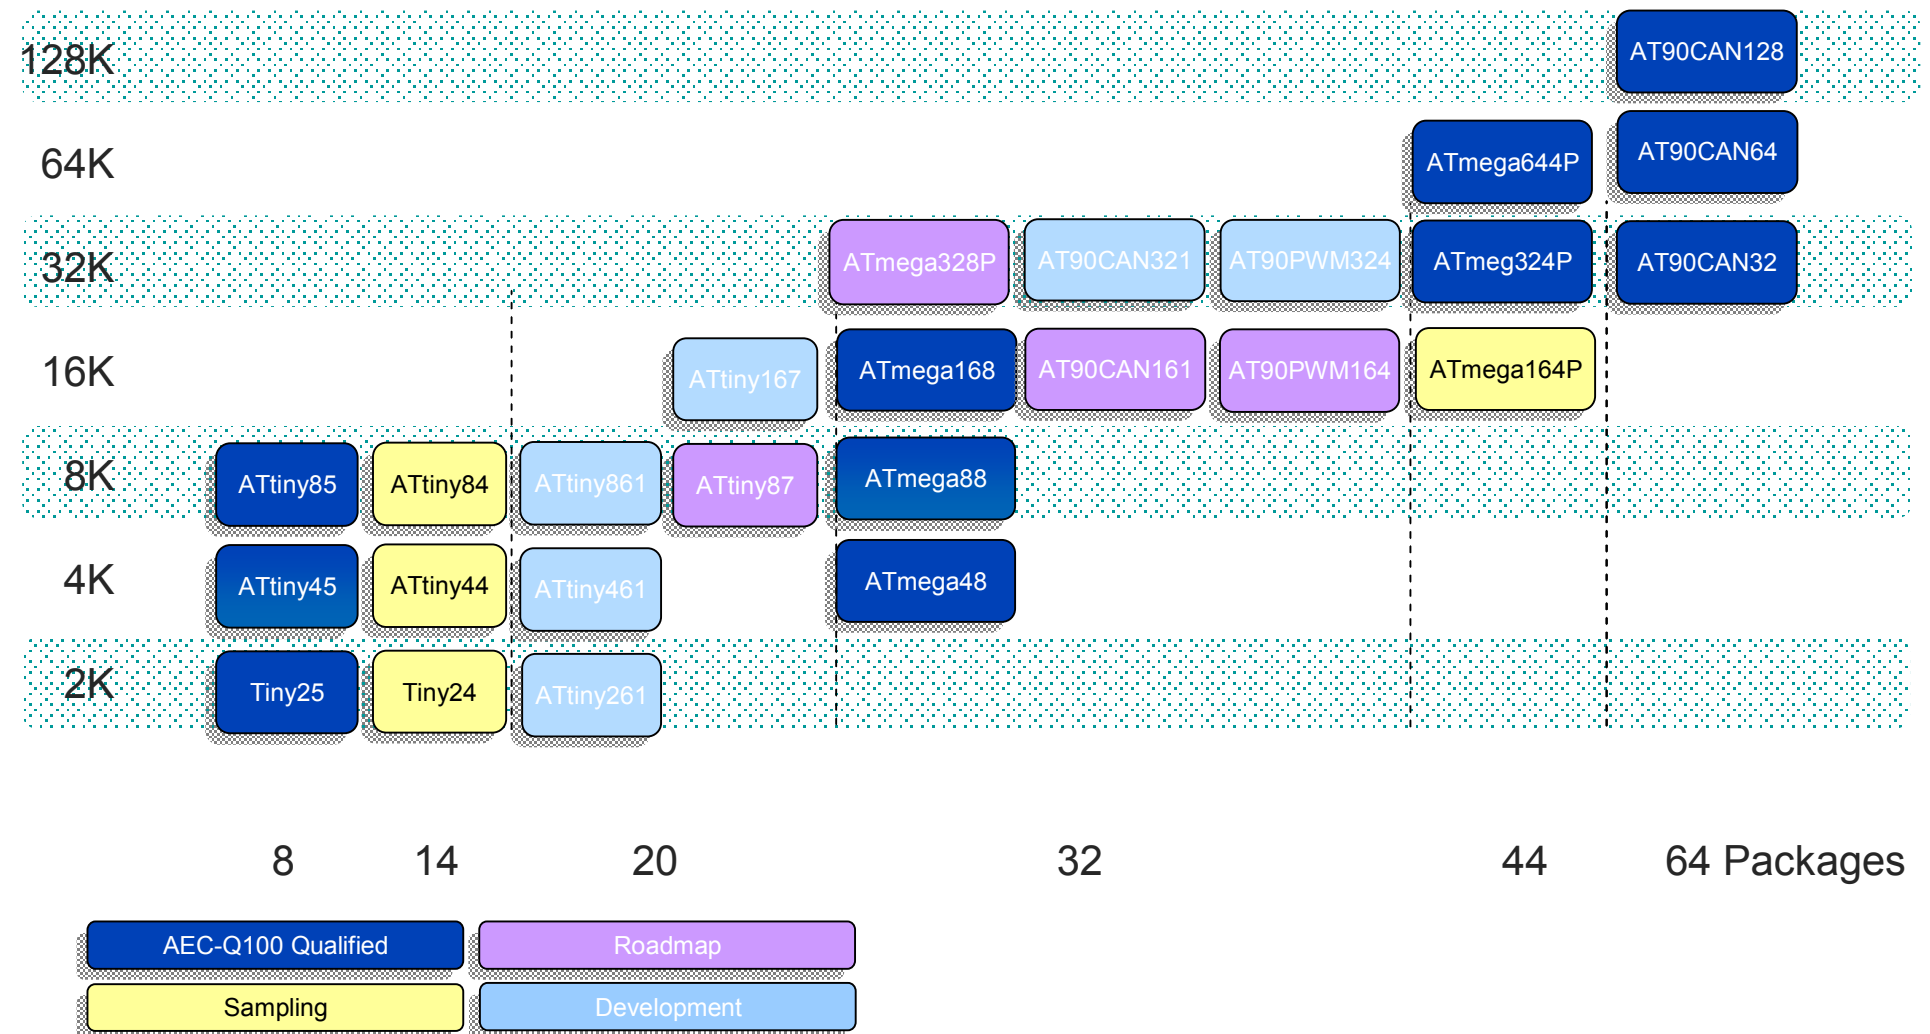 128K
AT90CAN128
64K
ATmega644P
AT90CAN64
32K
ATmega328P
AT90CAN321
AT90PWM324
ATmeg324P
AT90CAN32
16K
ATtiny167
ATmega168
AT90CAN161
AT90PWM164
ATmega164P
8K
ATtiny85
ATtiny84
ATtiny861
ATtiny87
ATmega88
4K
ATtiny45
ATtiny44
ATtiny461
ATmega48
2K
Tiny25
Tiny24
ATtiny261
8
14
20
32
44
64 Packages
AEC-Q100 Qualified
Roadmap
Sampling
Development